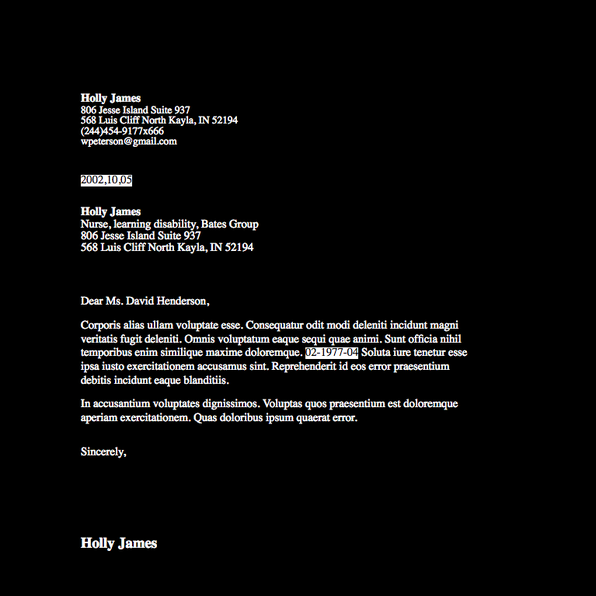 Holly James
806 Jesse Island Suite 937
568 Luis Cliff North Kayla, IN 52194
(244)454-9177x666
wpeterson@gmail.com
2002,10,05
Holly James
Nurse, learning disability, Bates Group
806 Jesse Island Suite 937
568 Luis Cliff North Kayla, IN 52194
Dear Ms. David Henderson,
Corporis alias ullam voluptate esse. Consequatur odit modi deleniti incidunt magni
veritatis fugit deleniti. Omnis voluptatum eaque sequi quae animi. Sunt officia nihil
temporibus enim similique maxime doloremque. 02-1977-04 Soluta iure tenetur esse
ipsa iusto exercitationem accusamus sint. Reprehenderit id eos error praesentium
debitis incidunt eaque blanditiis.
In accusantium voluptates dignissimos. Voluptas quos praesentium est doloremque
aperiam exercitationem. Quas doloribus ipsum quaerat error.
Sincerely,
Holly James